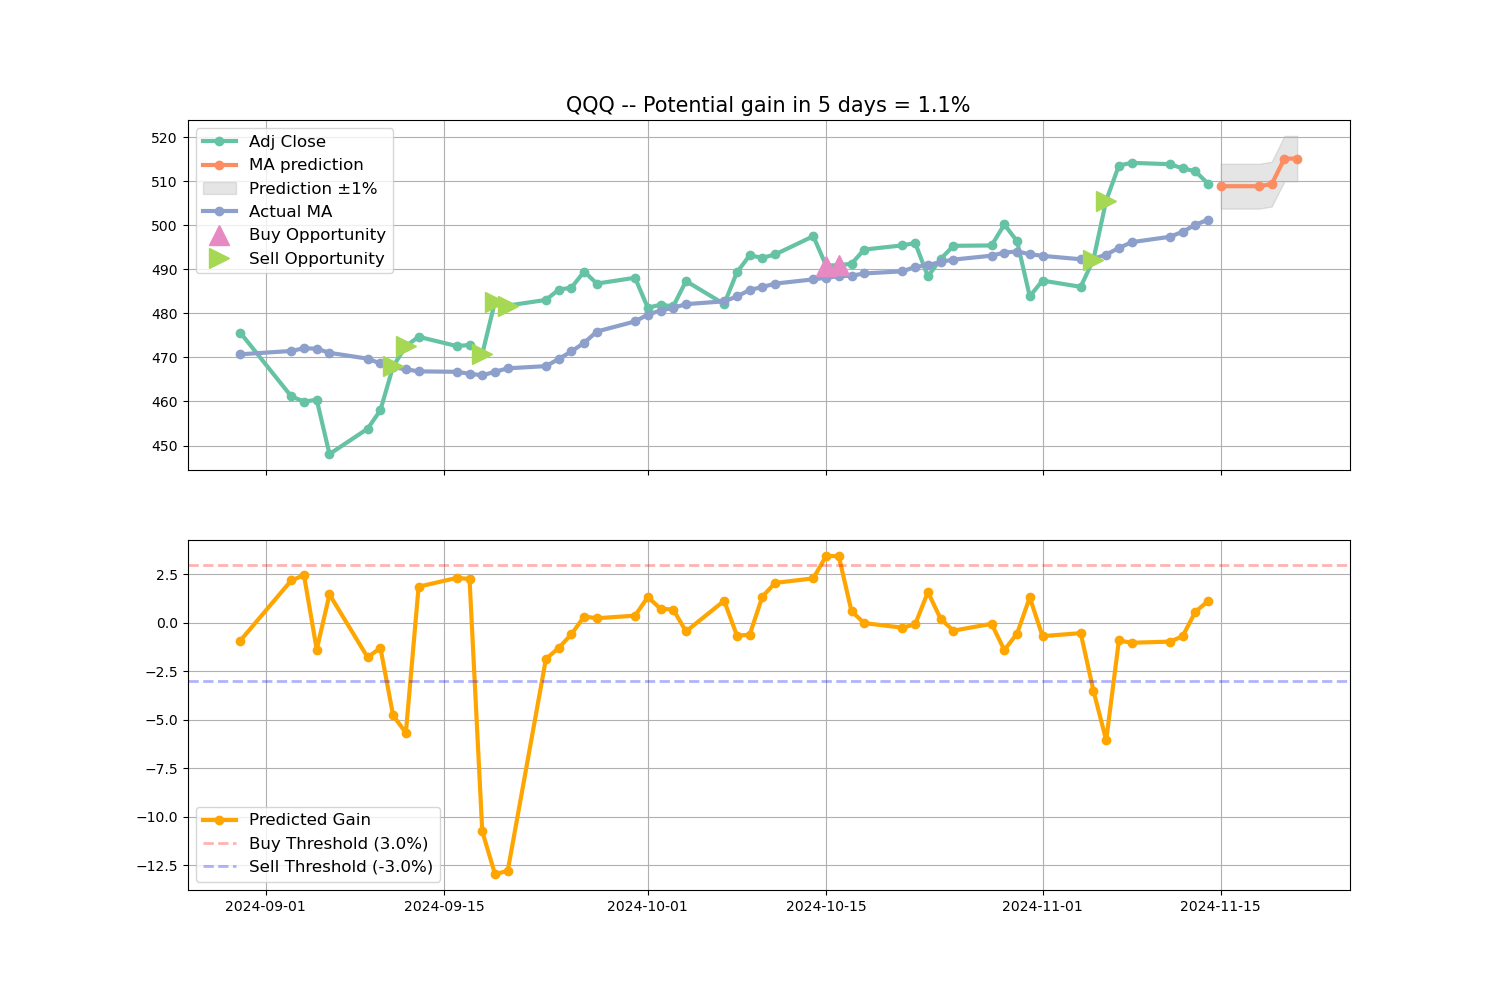 QQQ -- Potential gain in 5 days = 1.1%
520
510
500
490
480
470
460
450
Adj Close
MA prediction
Prediction ±1%
Actual MA
Buy Opportunity
Sell Opportunity
2.5
0.0
−2.5
−5.0
−7.5
−10.0
−12.5
Predicted Gain
Buy Threshold (3.0%)
Sell Threshold (-3.0%)
2024-09-01 2024-09-15 2024-10-01 2024-10-15 2024-11-01 2024-11-15